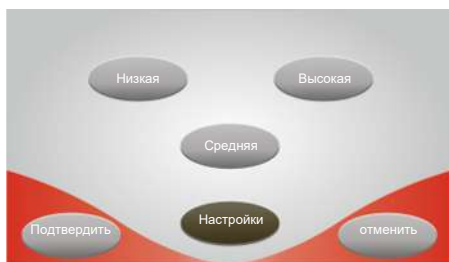 Низкая
Высокая
Средняя
Настройки
Подтвердить
отменить